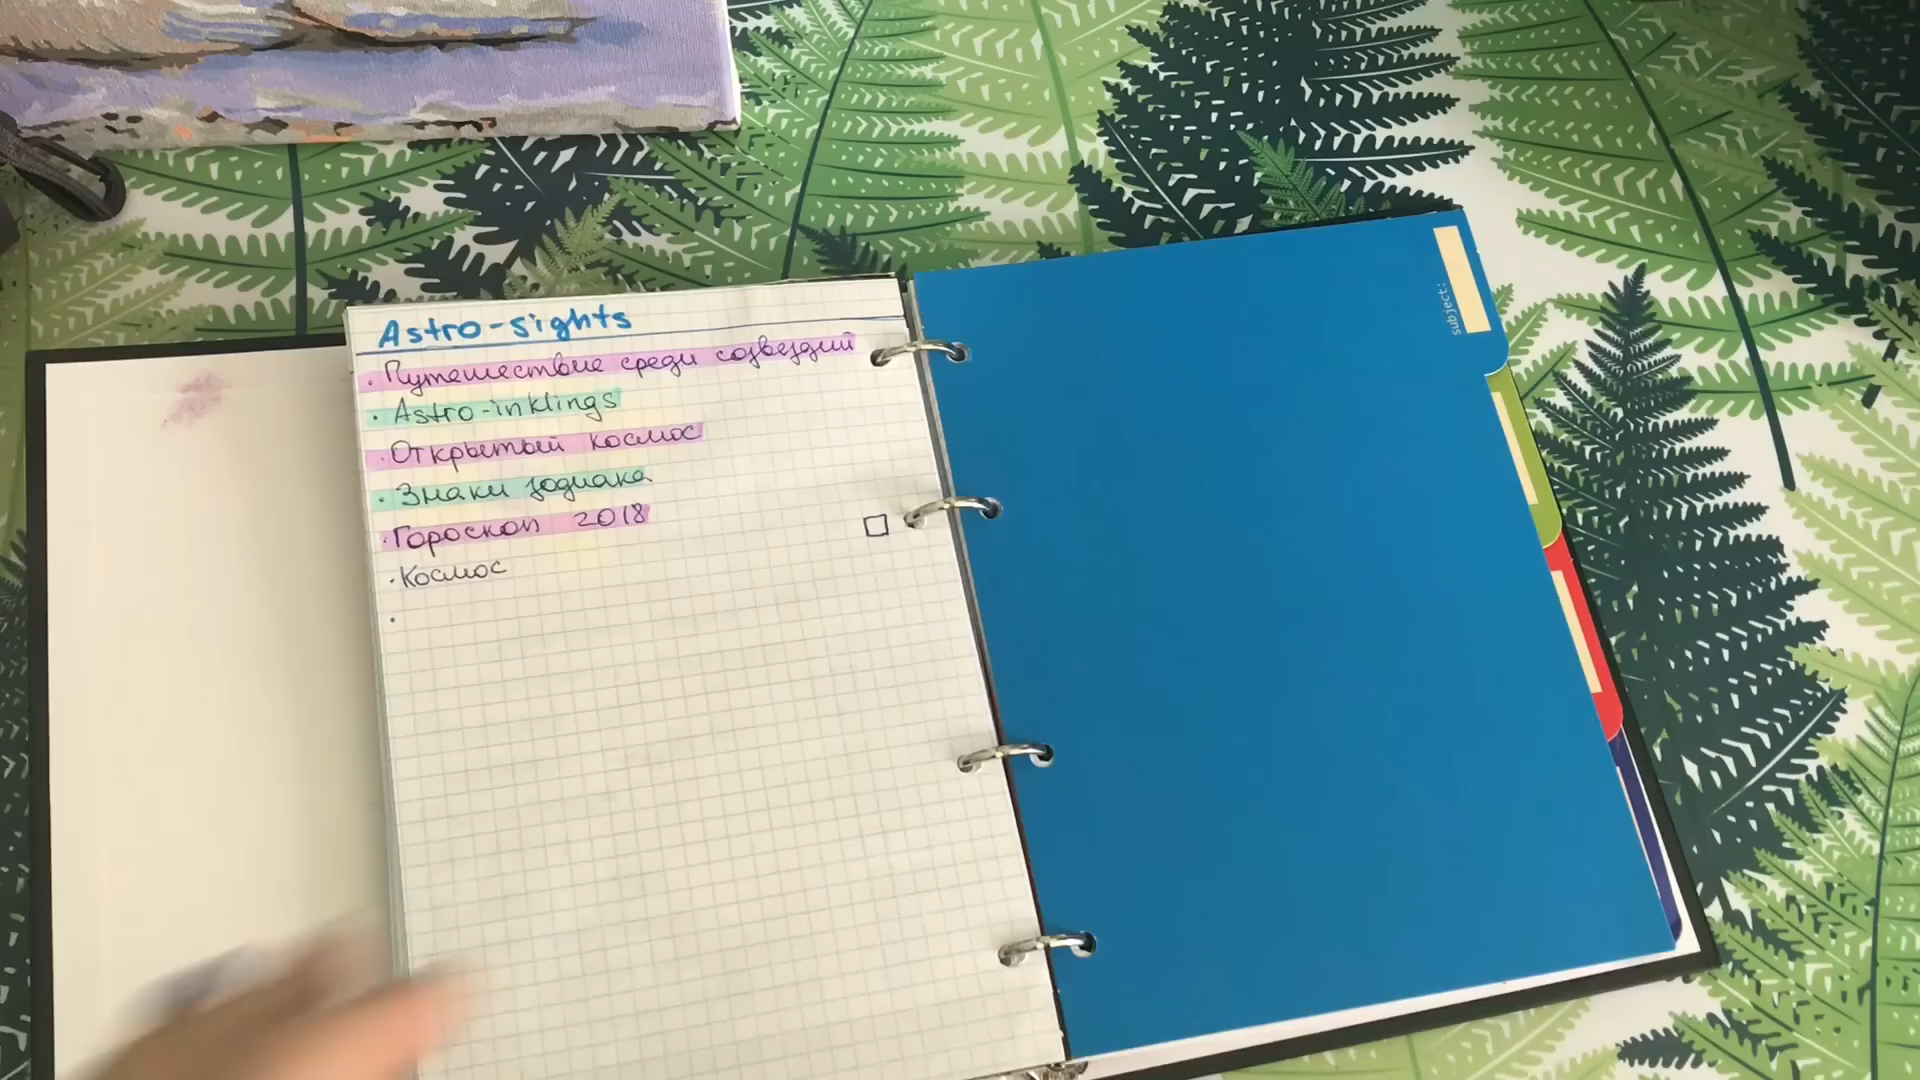 Astro-sights
· Путешествие среди созвездий
· Astro-inklings
· Открытый космос
· Знаки зодиака
· Гороскоп 2018
· Космос
·
subject: